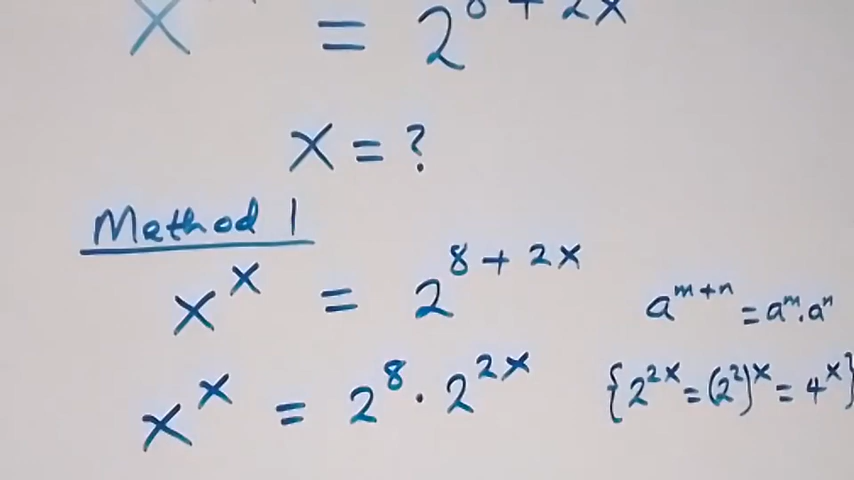 x = 2^{8 + 2x}
x = ?
Method 1
x^x = 2^{8 + 2x}
a^{m+n} = a^m . a^n
x^x = 2^8 · 2^{2x}
{2^{2x} = (2^2)^x = 4^x}